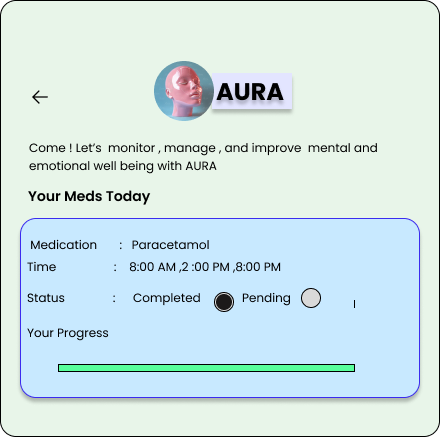 AURA
Come ! Let's monitor , manage , and improve mental and
emotional well being with AURA
Your Meds Today
Medication : Paracetamol
Time : 8:00 AM ,2 :00 PM ,8:00 PM
Status : Completed Pending
Your Progress